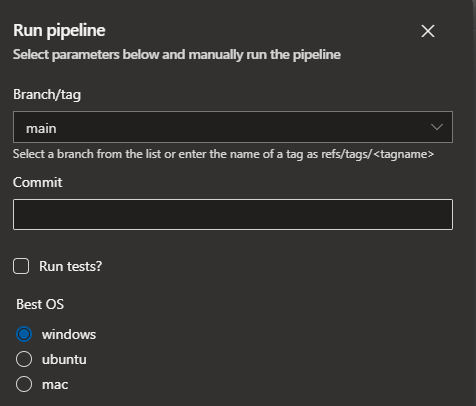 Run pipeline
Select parameters below and manually run the pipeline
Branch/tag
main
Select a branch from the list or enter the name of a tag as refs/tags/<tagname>
Commit
Run tests?
Best OS
windows
ubuntu
mac